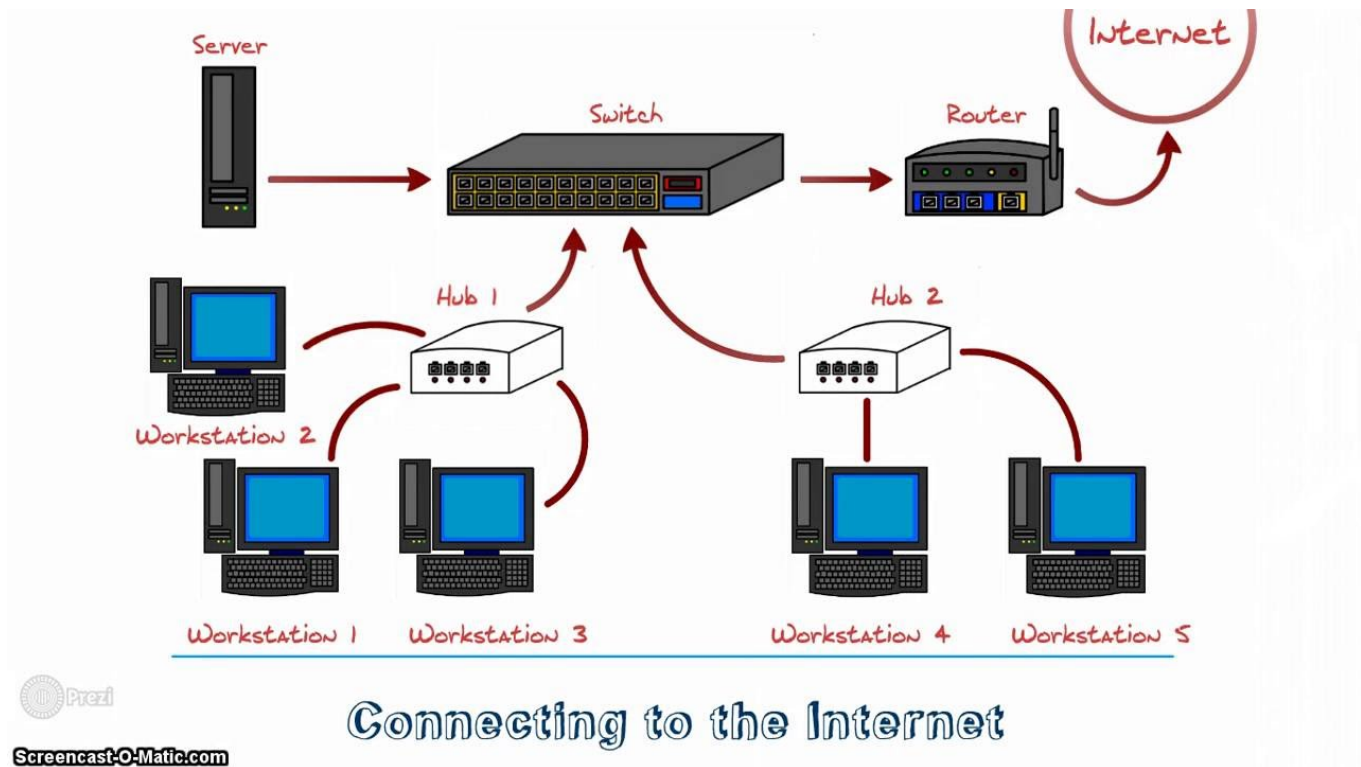 Internet
Server
Switch
Router
Hub 1
Hub 2
Workstation 2
Workstation 1
Workstation 3
Workstation 4
Workstation 5
Prezi
Connecting to the Internet
Screencast-O-Matic.com